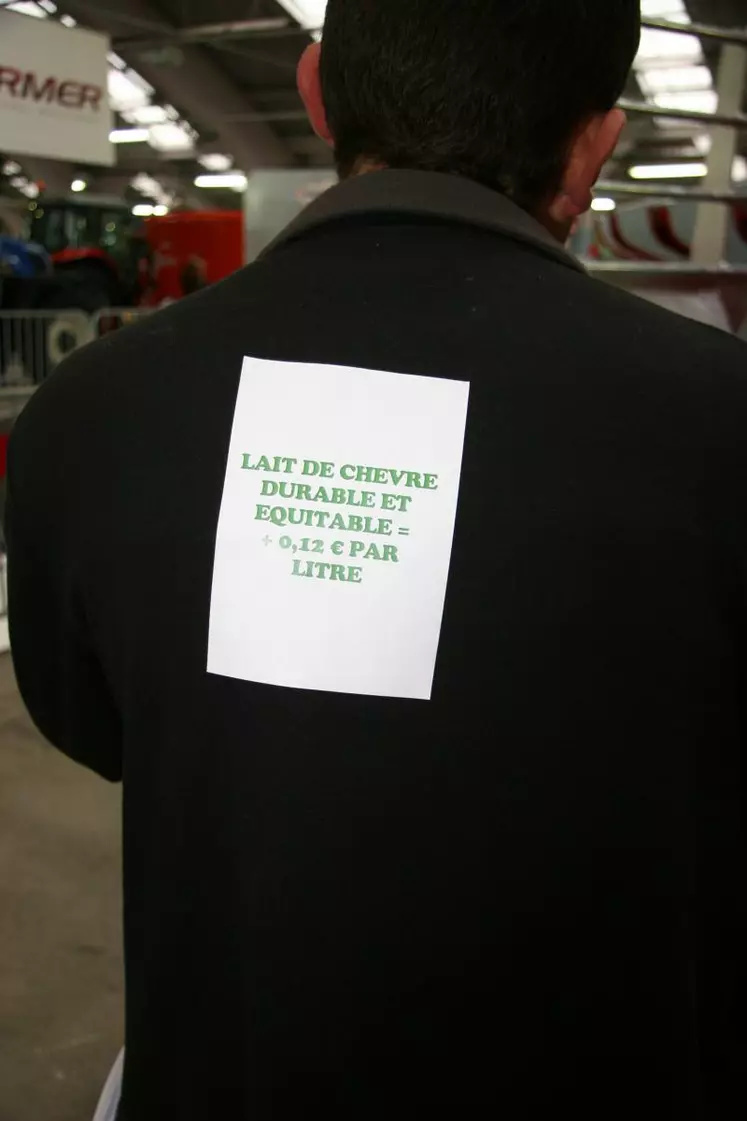 RMER
LAIT DE CHEVRE
DURABLE ET
EQUITABLE =
+ 0,12 € PAR
LITRE